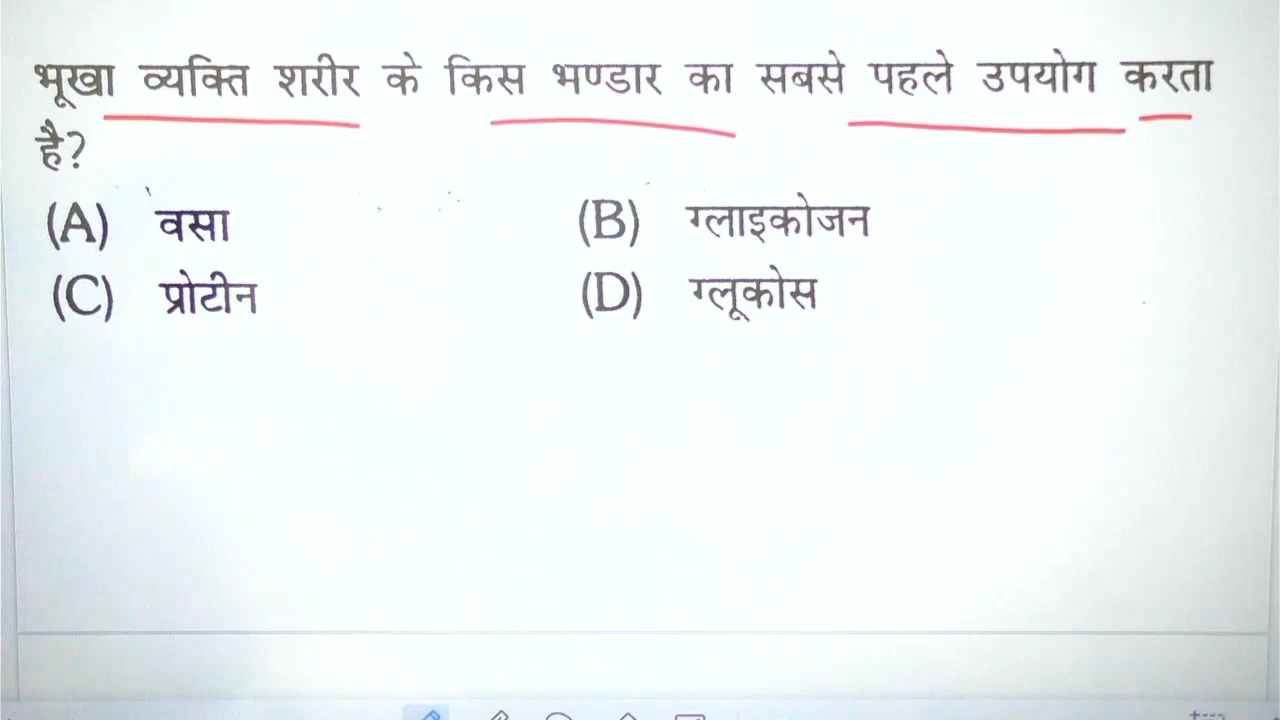 भूखा व्यक्ति शरीर के किस भण्डार का सबसे पहले उपयोग करता
है?
(A) वसा (B) ग्लाइकोजन
(C) प्रोटीन (D) ग्लूकोस